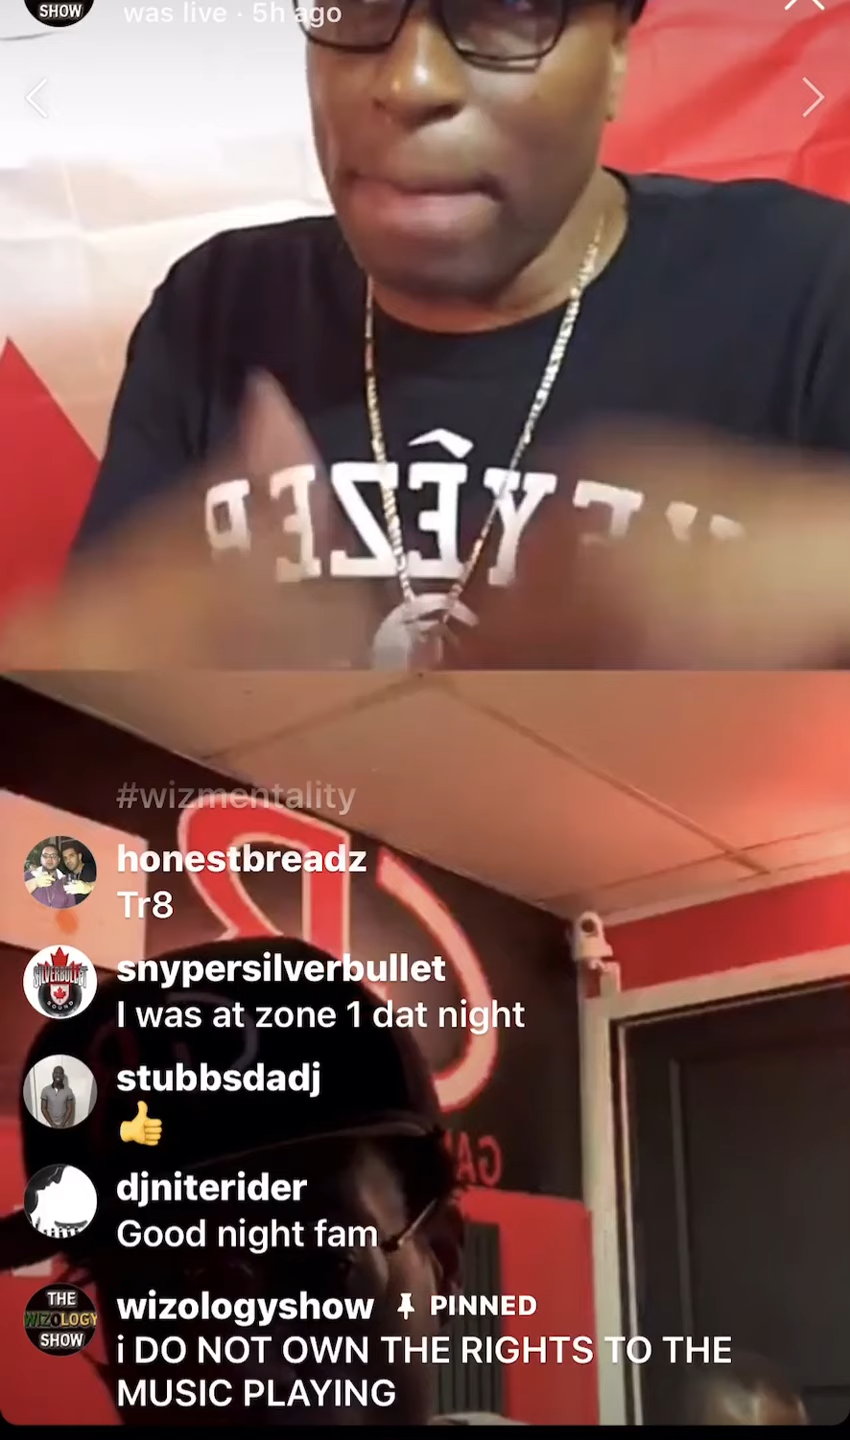 SHOW
was live · 5h ago
#wizmentality
honestbreadz
Tr8
SILVERBULLET
snypersilverbullet
I was at zone 1 dat night
stubbsdadj
👍
djniterider
Good night fam
THE
WIZOLOGY
SHOW
wizologyshow PINNED
i DO NOT OWN THE RIGHTS TO THE
MUSIC PLAYING